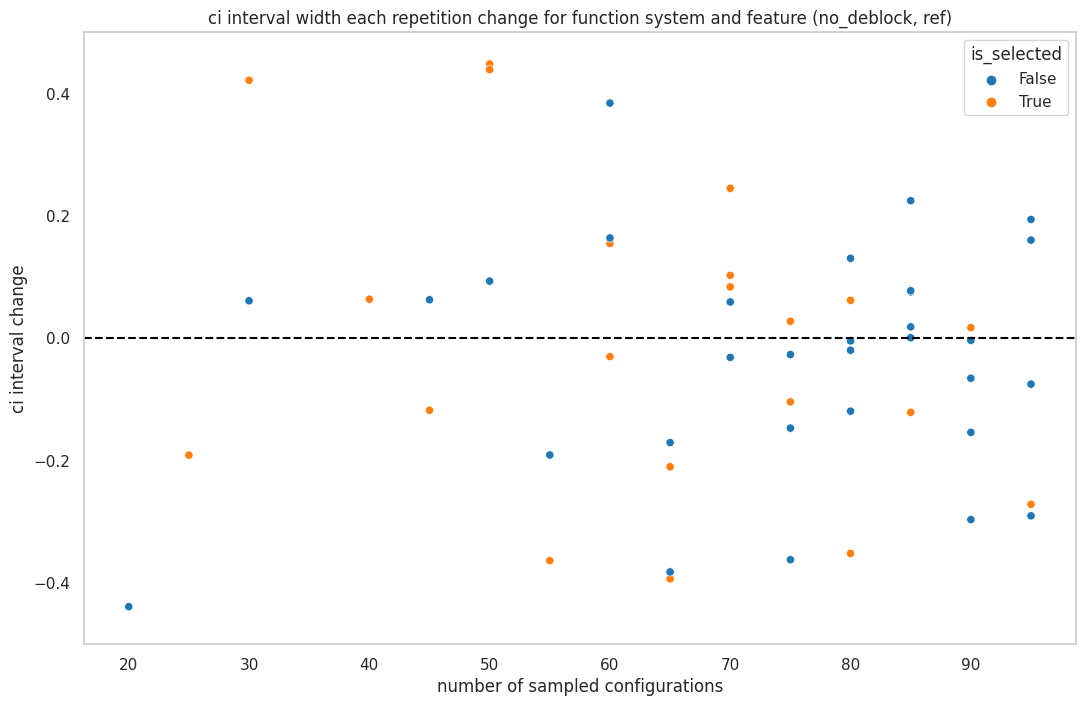 ci interval width each repetition change for function system and feature (no_deblock, ref)
is_selected
False
True
0.4
0.2
0.0
−0.2
−0.4
ci interval change
20 30 40 50 60 70 80 90
number of sampled configurations